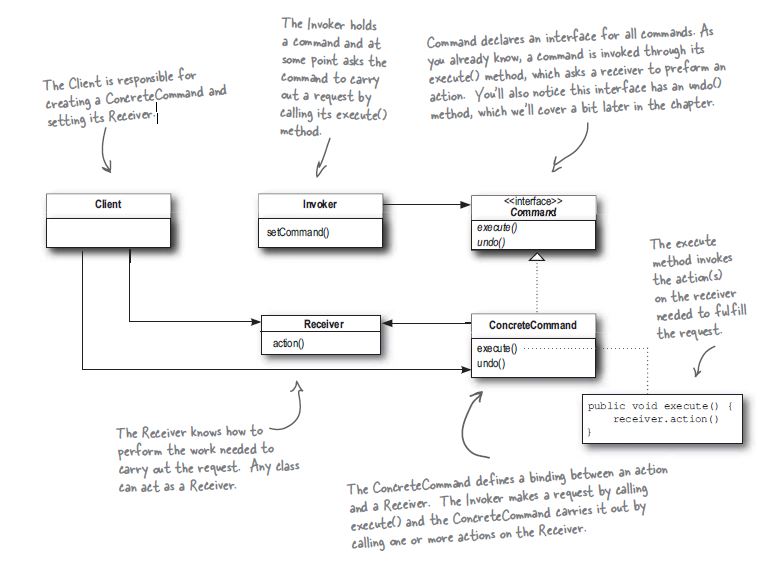 The Client is responsible for
creating a ConcreteCommand and
setting its Receiver.
The Invoker holds
a command and at
some point asks the
command to carry
out a request by
calling its execute()
method.
Command declares an interface for all commands. As
you already know, a command is invoked through its
execute() method, which asks a receiver to preform an
action. You'll also notice this interface has an undo()
method, which we'll cover a bit later in the chapter.
Client
Invoker
setCommand()
<<interface>>
Command
execute()
undo()
The execute
method invokes
the action(s)
on the receiver
needed to fulfill
the request.
Receiver
action()
ConcreteCommand
execute()
undo()
public void execute() {
receiver.action()
}
The Receiver knows how to
perform the work needed to
carry out the request. Any class
can act as a Receiver.
The ConcreteCommand defines a binding between an action
and a Receiver. The Invoker makes a request by calling
execute() and the ConcreteCommand carries it out by
calling one or more actions on the Receiver.